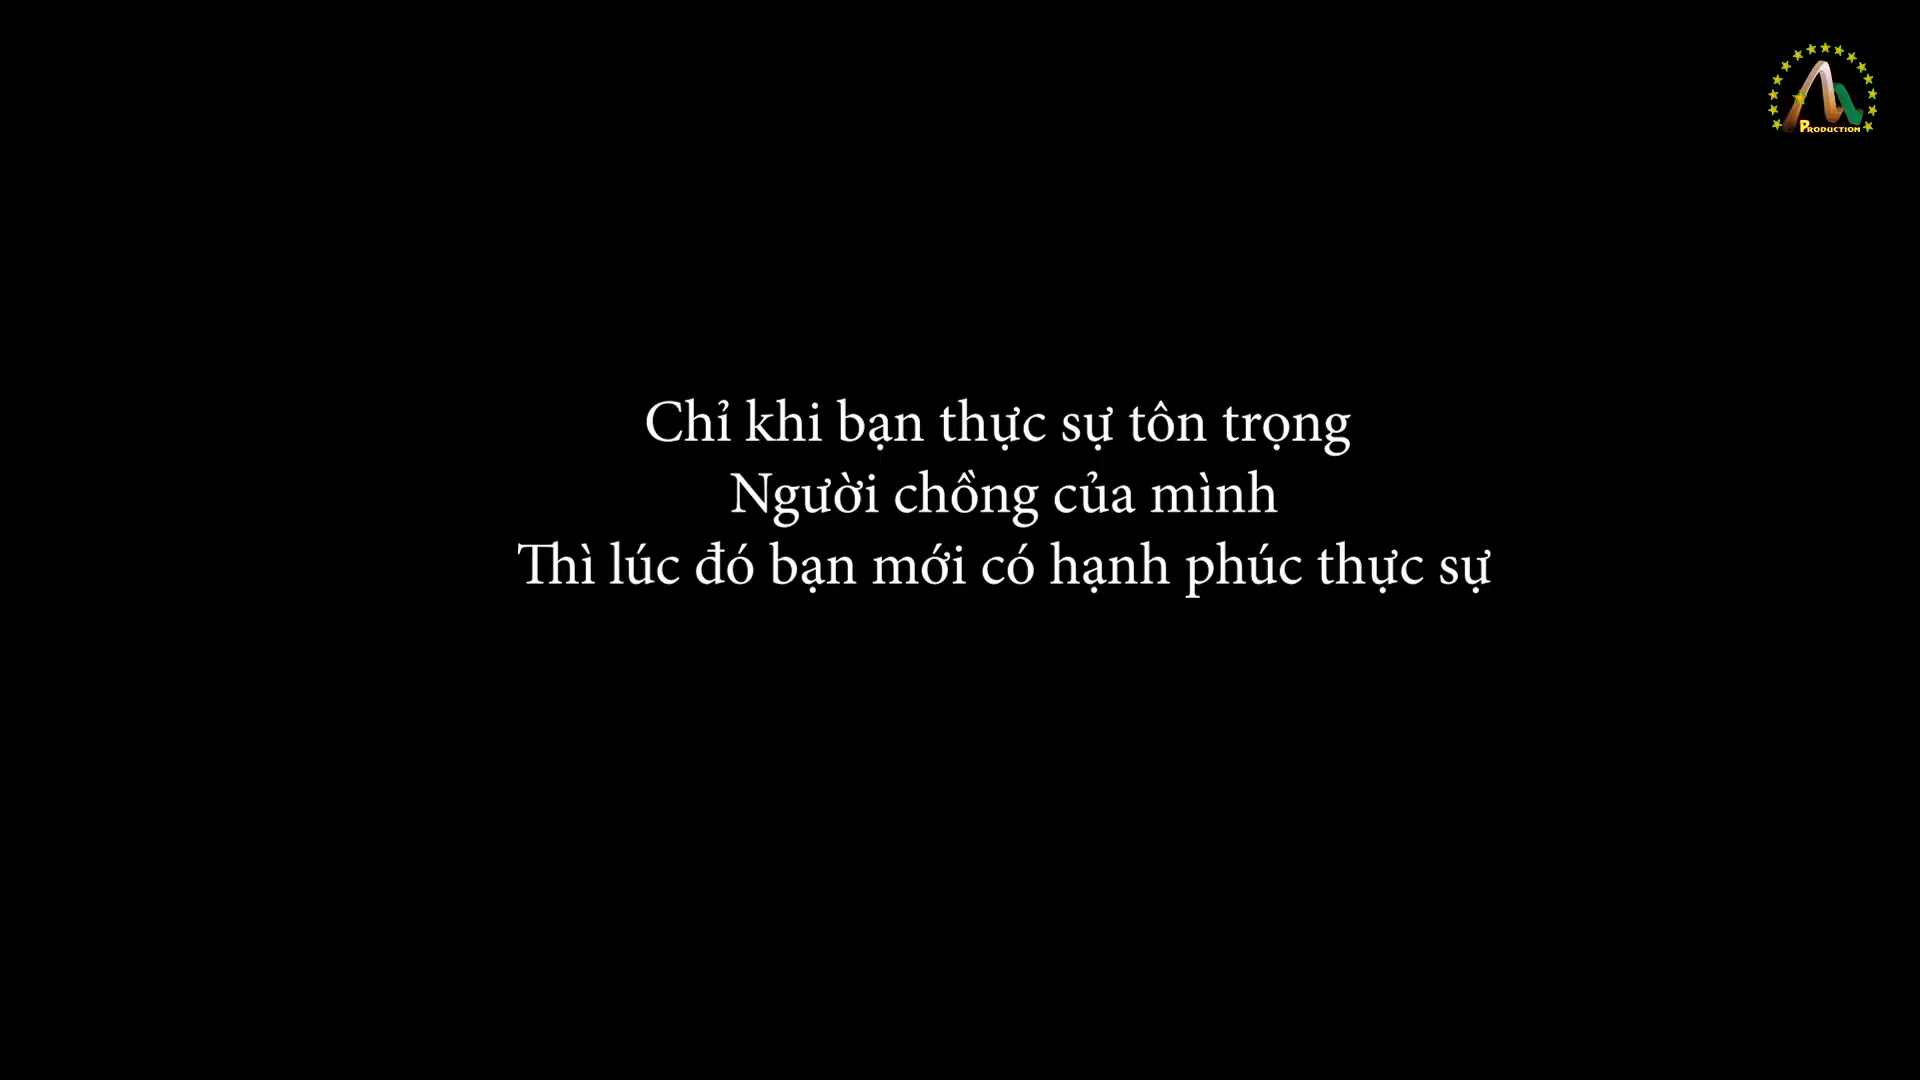 Chỉ khi bạn thực sự tôn trọng
Người chồng của mình
Thì lúc đó bạn mới có hạnh phúc thực sự
Production